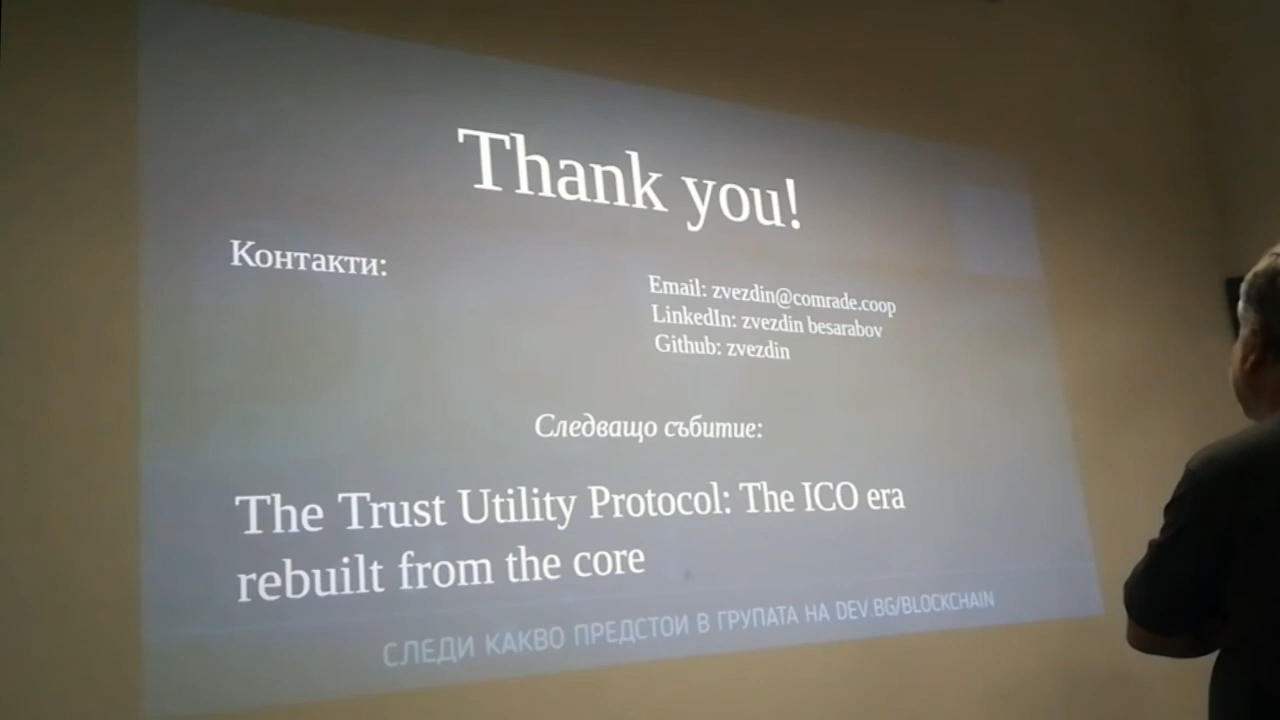 Thank you!
Контакти:
Email: zvezdin@comrade.coop
LinkedIn: zvezdin besarabov
Github: zvezdin
Следващо събитие:
The Trust Utility Protocol: The ICO era
rebuilt from the core
СЛЕДИ КАКВО ПРЕДСТОИ В ГРУПАТА НА DEV.BG/BLOCKCHAIN